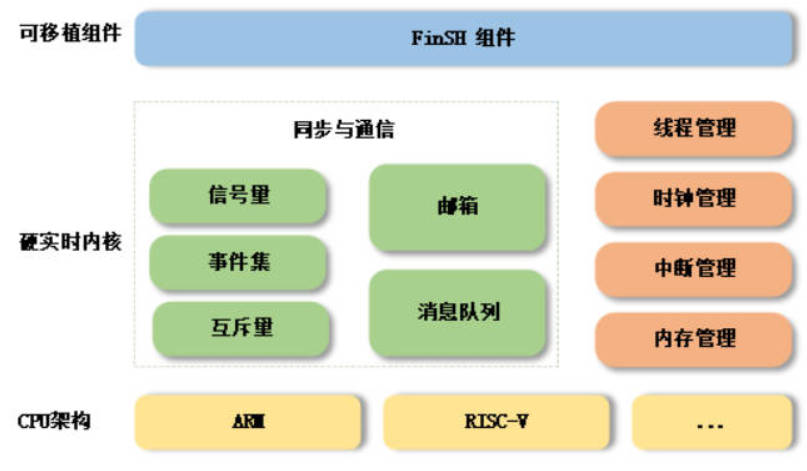 可移植组件
FinSH 组件
硬实时内核
同步与通信
信号量
事件集
互斥量
邮箱
消息队列
线程管理
时钟管理
中断管理
内存管理
CPU架构
ARM
RISC-V
...